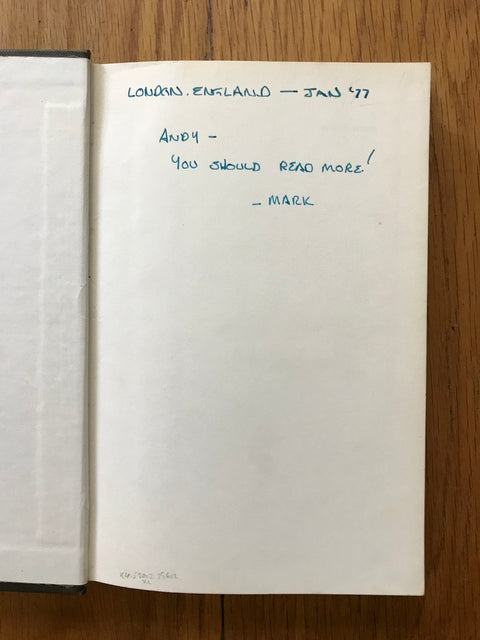 LONDON. ENGLAND — JAN '77
ANDY —
YOU SHOULD READ MORE!
— MARK